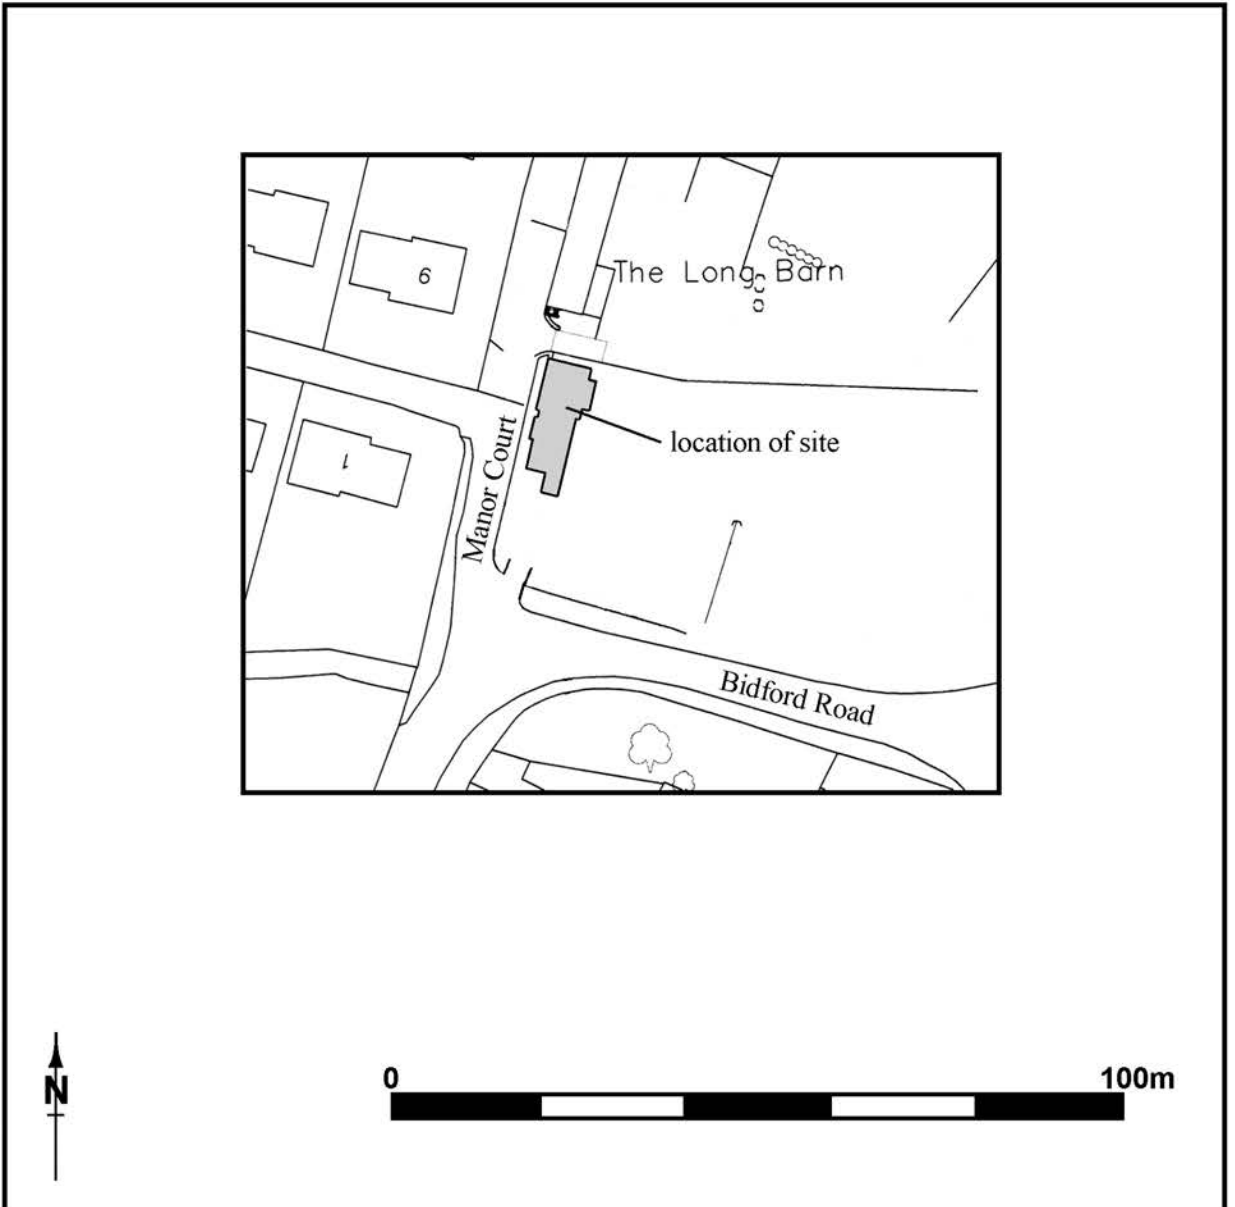 6
The Long Barn
location of site
1
Manor Court
Bidford Road
N
0 100m